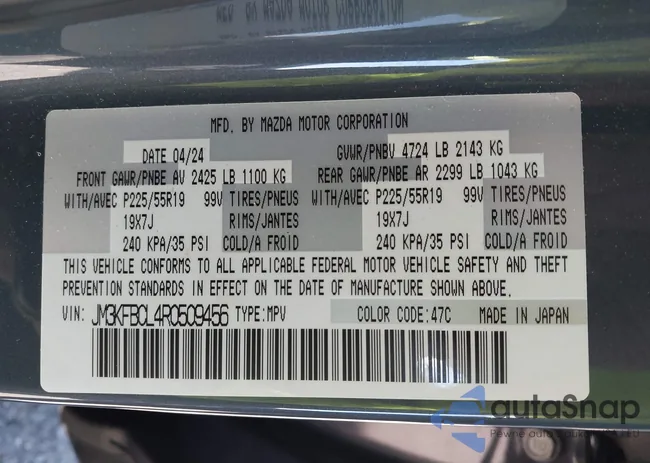 MFD. BY MAZDA MOTOR CORPORATION
DATE 04/24 GVWR/PNBV 4724 LB 2143 KG
FRONT GAWR/PNBE AV 2425 LB 1100 KG REAR GAWR/PNBE AR 2299 LB 1043 KG
WITH/AVEC P225/55R19 99V TIRES/PNEUS WITH/AVEC P225/55R19 99V TIRES/PNEUS
19X7J RIMS/JANTES 19X7J RIMS/JANTES
240 KPA/35 PSI COLD/A FROID 240 KPA/35 PSI COLD/A FROID
THIS VEHICLE CONFORMS TO ALL APPLICABLE FEDERAL MOTOR VEHICLE SAFETY AND THEFT
PREVENTION STANDARDS IN EFFECT ON THE DATE OF MANUFACTURE SHOWN ABOVE.
VIN: JM3KFBCL4R0509456 TYPE:MPV COLOR CODE:47C MADE IN JAPAN
autaSnap
Pewne auto